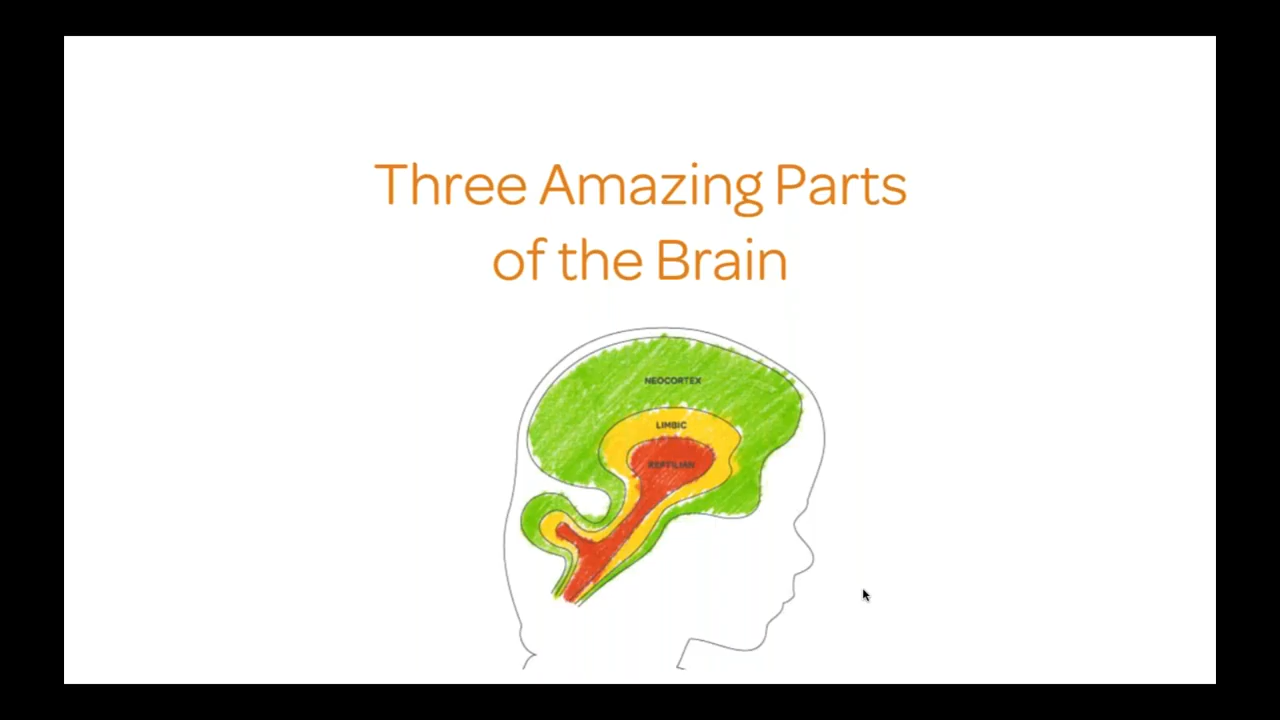 Three Amazing Parts
of the Brain
NEOCORTEX
LIMBIC
REPTILIAN